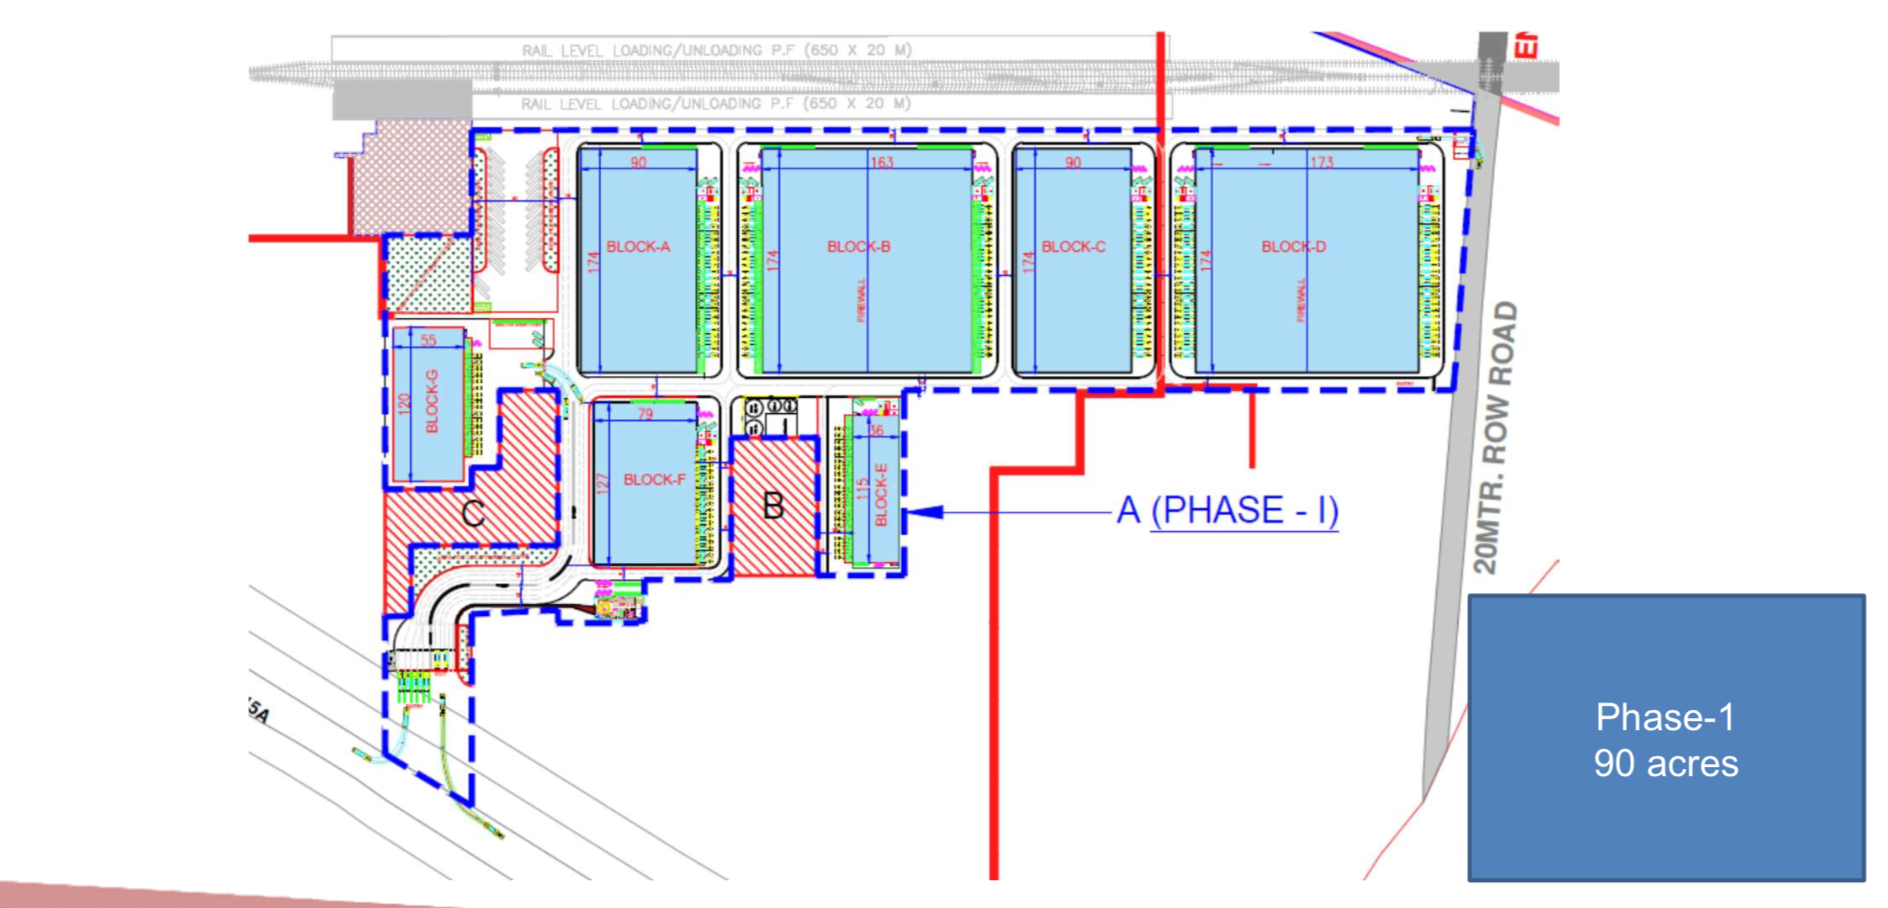 RAIL LEVEL LOADING/UNLOADING P.F (650 X 20 M)
RAIL LEVEL LOADING/UNLOADING P.F (650 X 20 M)
90
174
BLOCK-A
163
174
BLOCK-B
FIREWALL
90
174
BLOCK-C
173
174
BLOCK-D
FIREWALL
55
120
BLOCK-G
79
127
BLOCK-F
36
115
BLOCK-E
C
B
A (PHASE - I)
20MTR. ROW ROAD
Phase-1
90 acres